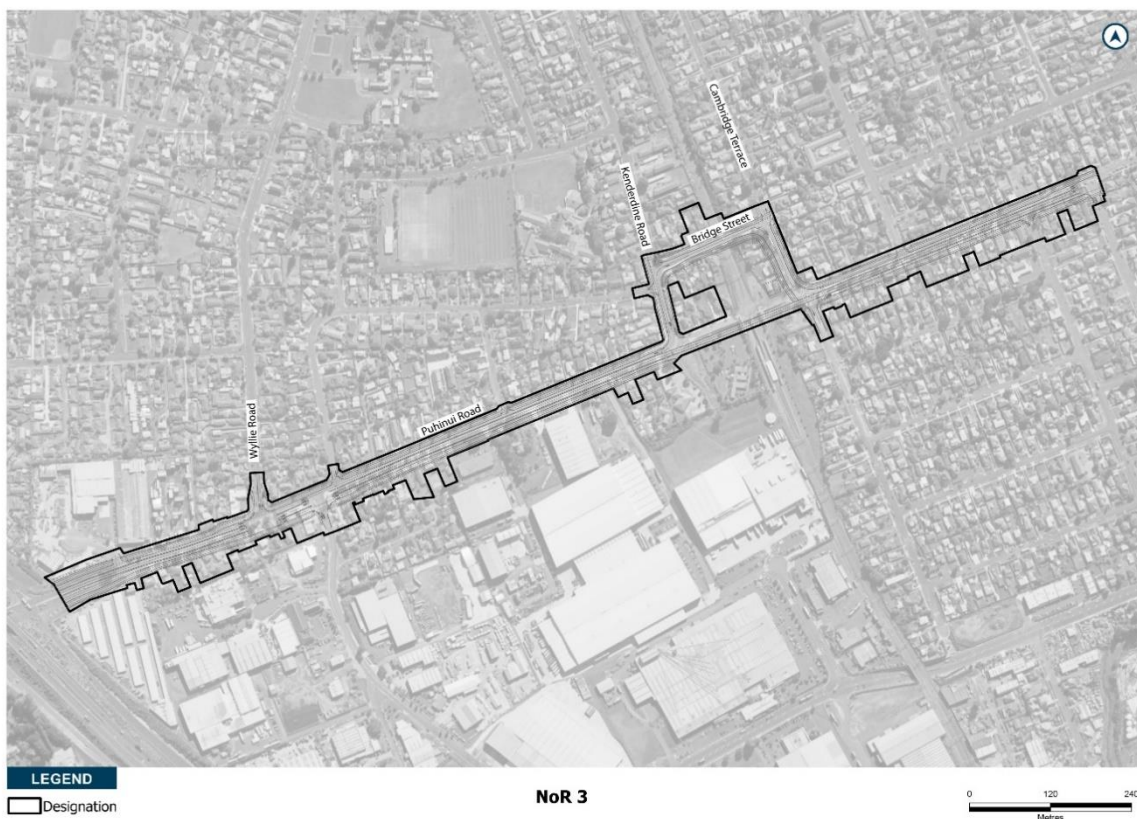 Cambridge Terrace
Kenderdine Road
Bridge Street
Puhinui Road
Wyllie Road
LEGEND
Designation
NoR 3
0 120 240
Metres